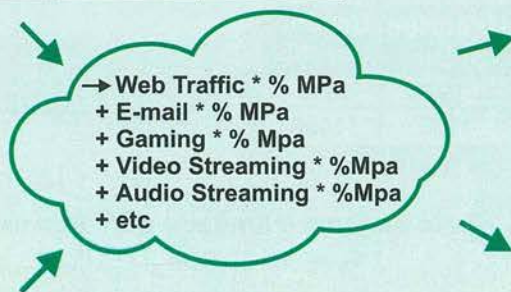 → Web Traffic * % MPa
+ E-mail * % MPa
+ Gaming * % Mpa
+ Video Streaming * %Mpa
+ Audio Streaming * %Mpa
+ etc